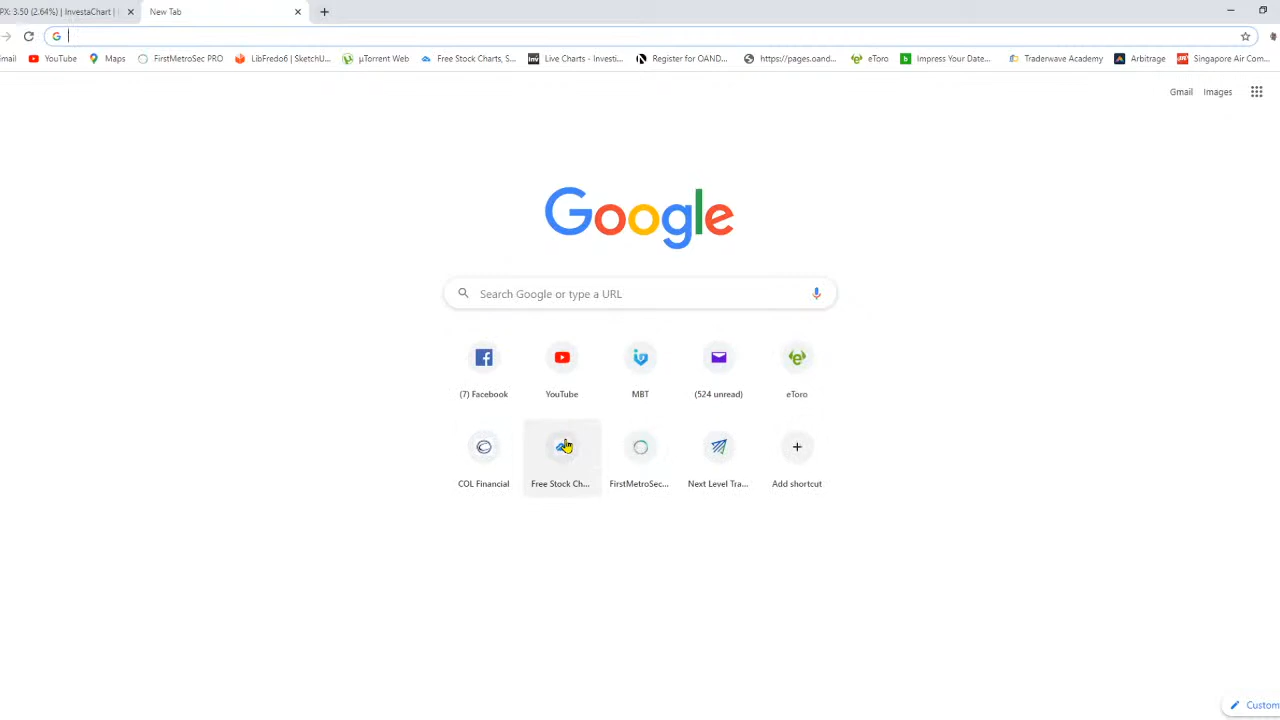 PX: 3.50 (2.64%) | InvestaChart |
New Tab
mail YouTube Maps FirstMetroSec PRO LibFredo6 | SketchU... µTorrent Web Free Stock Charts, S... Live Charts - Investi... Register for OAND... https://pages.oand... eToro Impress Your Date... Traderwave Academy Arbitrage Singapore Air Com...
Gmail Images
Google
Search Google or type a URL
(7) Facebook YouTube MBT (524 unread) eToro
COL Financial Free Stock Ch... FirstMetroSec... Next Level Tra... Add shortcut
Custom